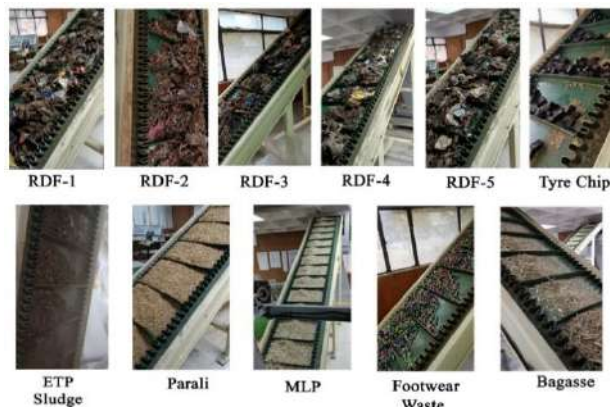 RDF-1 RDF-2 RDF-3 RDF-4 RDF-5 Tyre Chip
ETP Parali MLP Footwear Bagasse
Sludge Waste